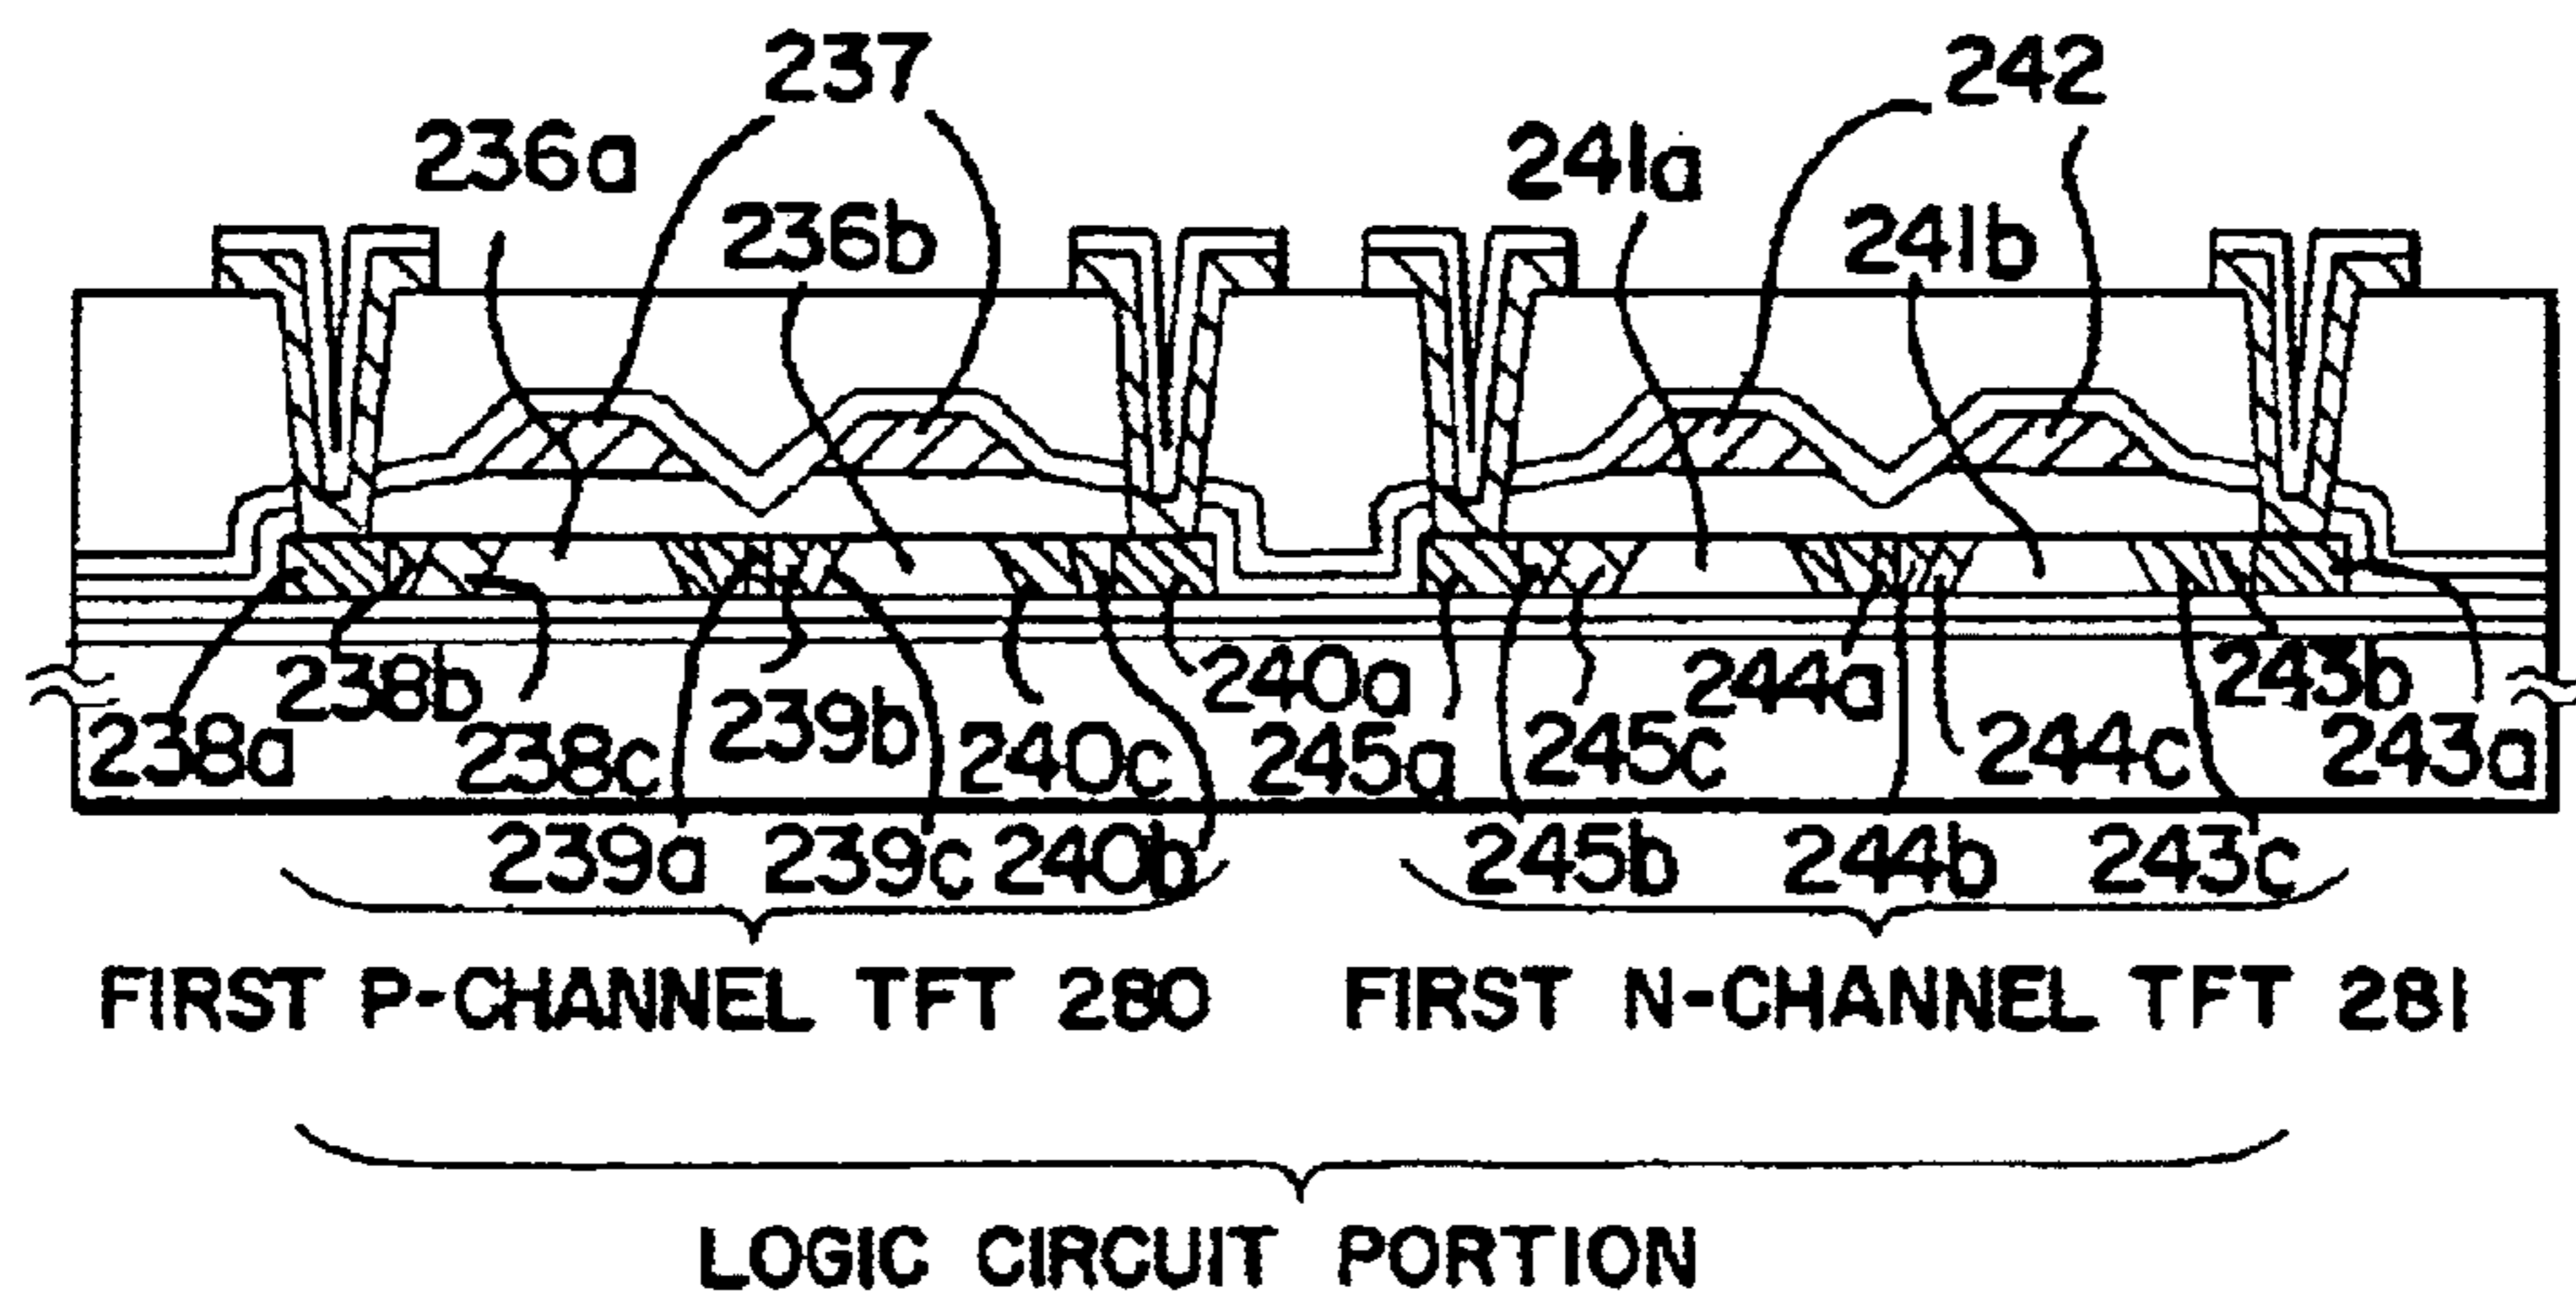 237
242
236a
241a
236b
241b
238b
240a
244a
243b
238a
238c
239b
240c
245a
245c
244c
243a
239a
239c
240b
245b
244b
243c
FIRST P-CHANNEL TFT 280
FIRST N-CHANNEL TFT 281
LOGIC CIRCUIT PORTION